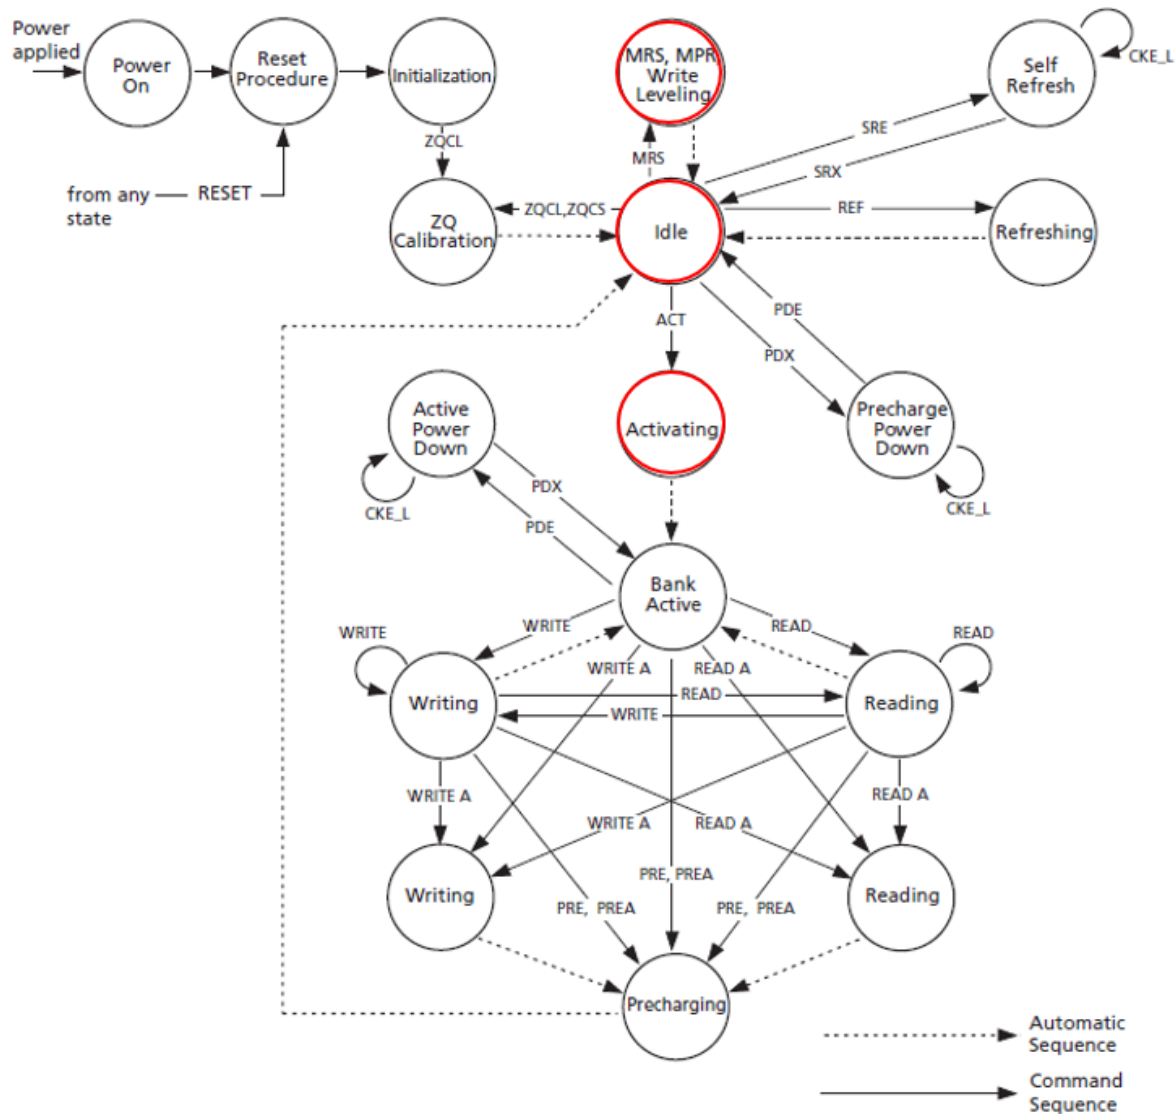 Power
applied
Power
On
Reset
Procedure
Initialization
MRS, MPR,
Write
Leveling
Self
Refresh
CKE_L
ZQCL
MRS
SRE
SRX
from any
state
RESET
ZQ
Calibration
ZQCL,ZQCS
Idle
REF
Refreshing
ACT
PDE
PDX
Active
Power
Down
Activating
Precharge
Power
Down
CKE_L
PDX
PDE
CKE_L
Bank
Active
WRITE
WRITE
READ
READ
WRITE A
READ A
Writing
READ
WRITE
Reading
WRITE A
WRITE A
READ A
READ A
Writing
PRE, PREA
Reading
PRE, PREA
PRE, PREA
Precharging
Automatic
Sequence
Command
Sequence